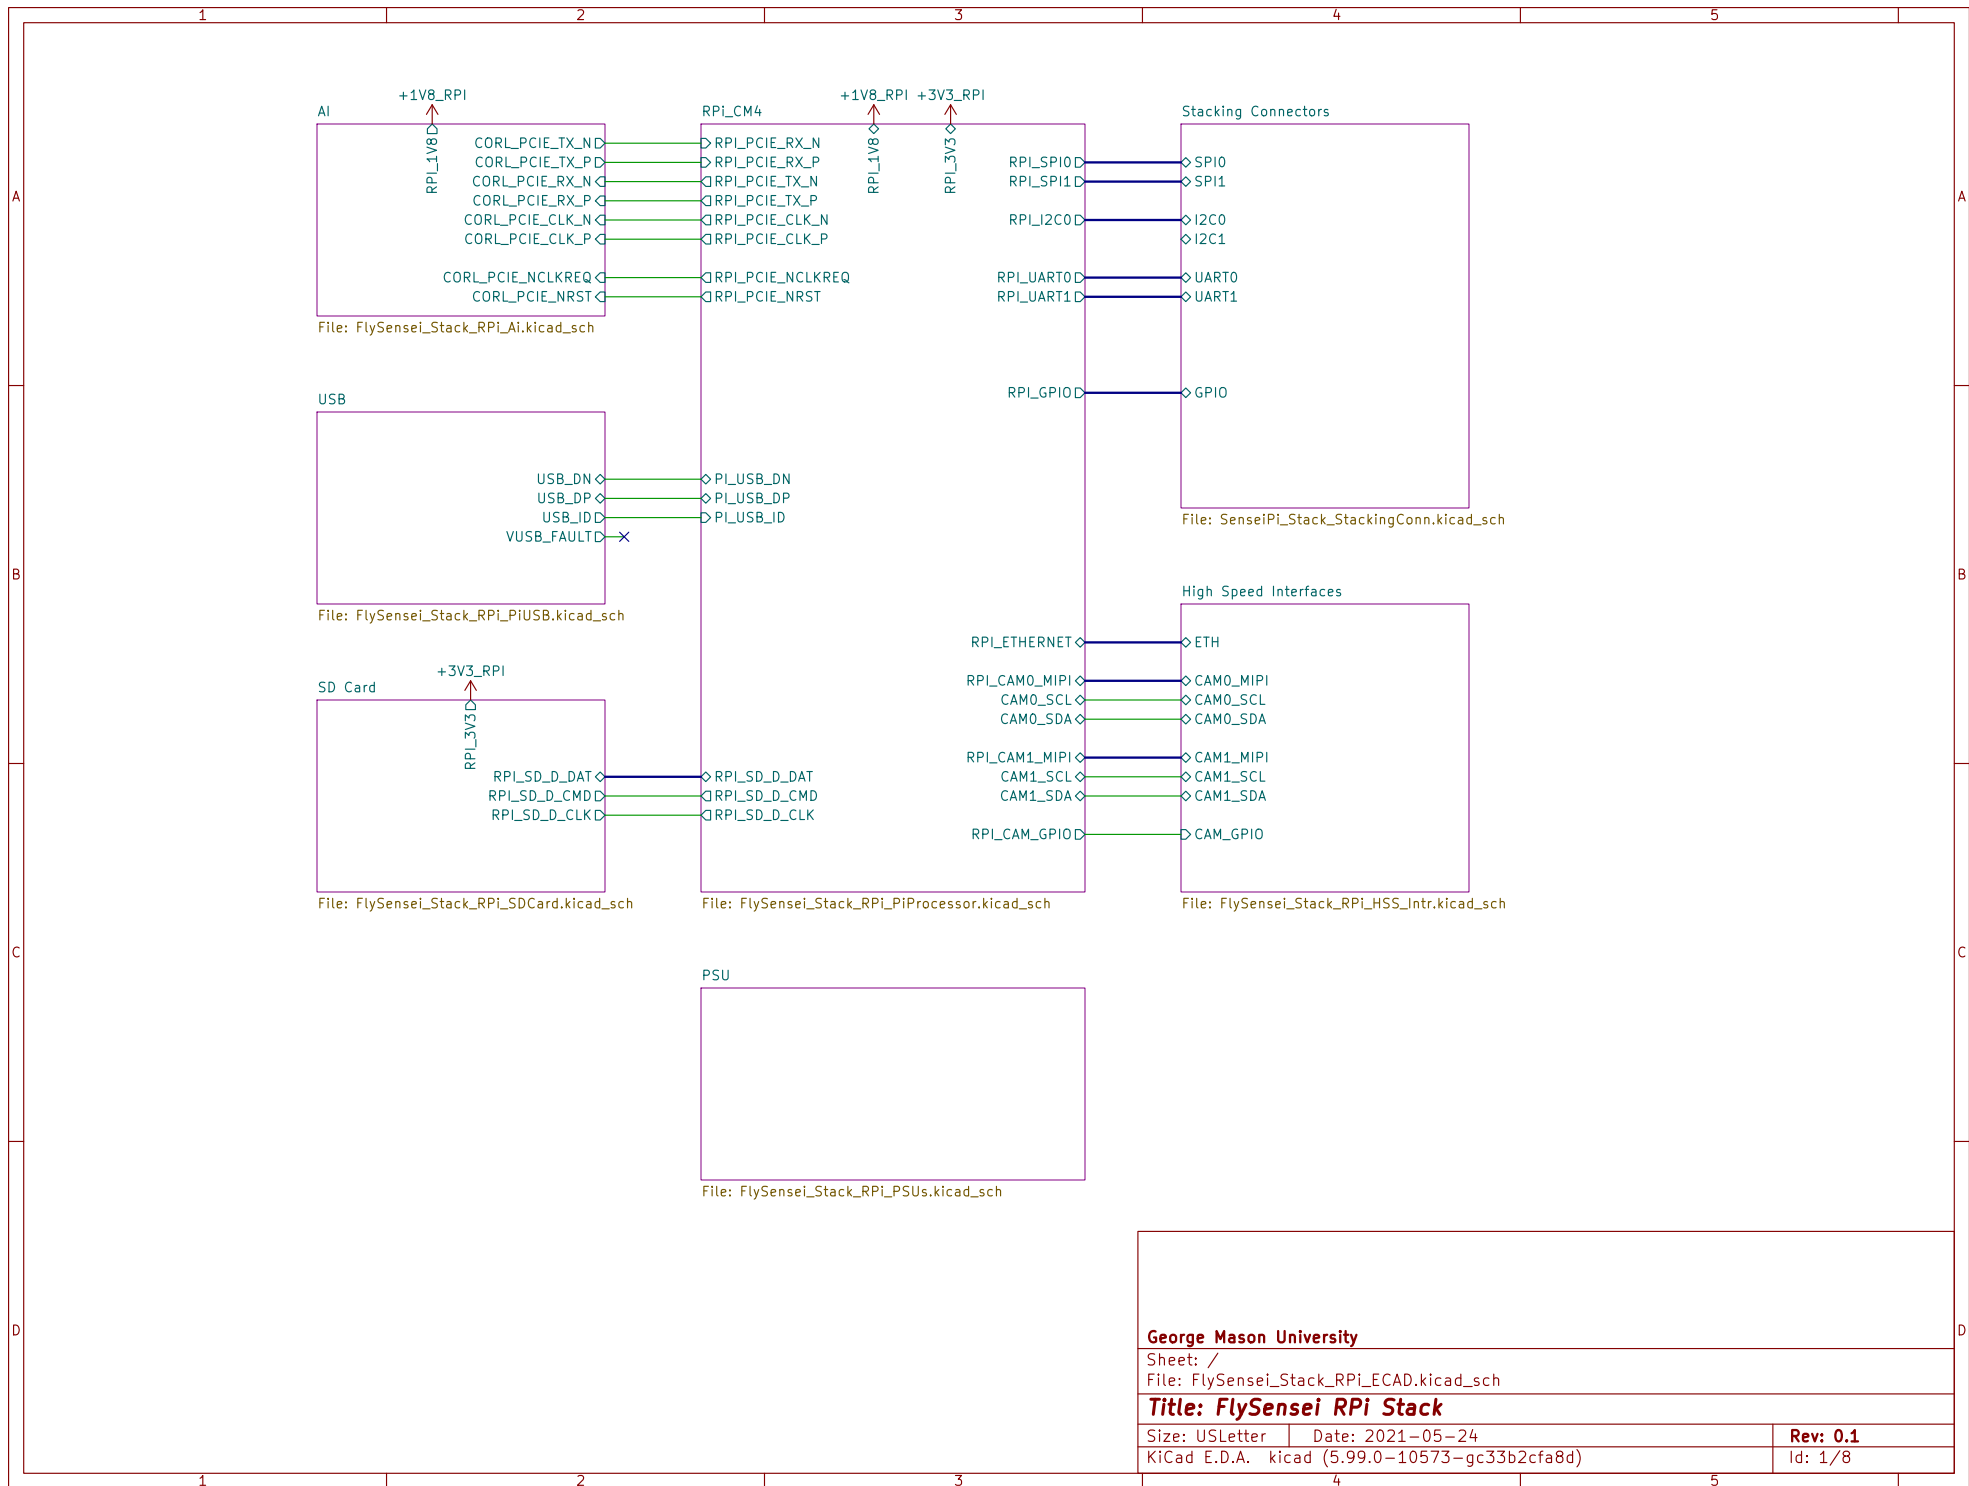 1 2 3 4 5
A
B
C
D
AI
+1V8_RPI
RPI_1V8
CORL_PCIE_TX_N
CORL_PCIE_TX_P
CORL_PCIE_RX_N
CORL_PCIE_RX_P
CORL_PCIE_CLK_N
CORL_PCIE_CLK_P
CORL_PCIE_NCLKREQ
CORL_PCIE_NRST
File: FlySensei_Stack_RPi_Ai.kicad_sch
USB
USB_DN
USB_DP
USB_ID
VUSB_FAULT
File: FlySensei_Stack_RPi_PiUSB.kicad_sch
SD Card
+3V3_RPI
RPI_3V3
RPI_SD_D_DAT
RPI_SD_D_CMD
RPI_SD_D_CLK
File: FlySensei_Stack_RPi_SDCard.kicad_sch
RPi_CM4
+1V8_RPI +3V3_RPI
RPI_1V8
RPI_3V3
RPI_PCIE_RX_N
RPI_PCIE_RX_P
RPI_PCIE_TX_N
RPI_PCIE_TX_P
RPI_PCIE_CLK_N
RPI_PCIE_CLK_P
RPI_PCIE_NCLKREQ
RPI_PCIE_NRST
PI_USB_DN
PI_USB_DP
PI_USB_ID
RPI_SD_D_DAT
RPI_SD_D_CMD
RPI_SD_D_CLK
RPI_SPI0
RPI_SPI1
RPI_I2C0
RPI_UART0
RPI_UART1
RPI_GPIO
RPI_ETHERNET
RPI_CAM0_MIPI
CAM0_SCL
CAM0_SDA
RPI_CAM1_MIPI
CAM1_SCL
CAM1_SDA
RPI_CAM_GPIO
File: FlySensei_Stack_RPi_PiProcessor.kicad_sch
Stacking Connectors
SPI0
SPI1
I2C0
I2C1
UART0
UART1
GPIO
File: SenseiPi_Stack_StackingConn.kicad_sch
High Speed Interfaces
ETH
CAM0_MIPI
CAM0_SCL
CAM0_SDA
CAM1_MIPI
CAM1_SCL
CAM1_SDA
CAM_GPIO
File: FlySensei_Stack_RPi_HSS_Intr.kicad_sch
PSU
File: FlySensei_Stack_RPi_PSUs.kicad_sch
A
B
C
D
George Mason University
Sheet: /
File: FlySensei_Stack_RPi_ECAD.kicad_sch
Title: FlySensei RPi Stack
Size: USLetter Date: 2021-05-24 Rev: 0.1
KiCad E.D.A. kicad (5.99.0-10573-gc33b2cfa8d) Id: 1/8
1 2 3 4 5